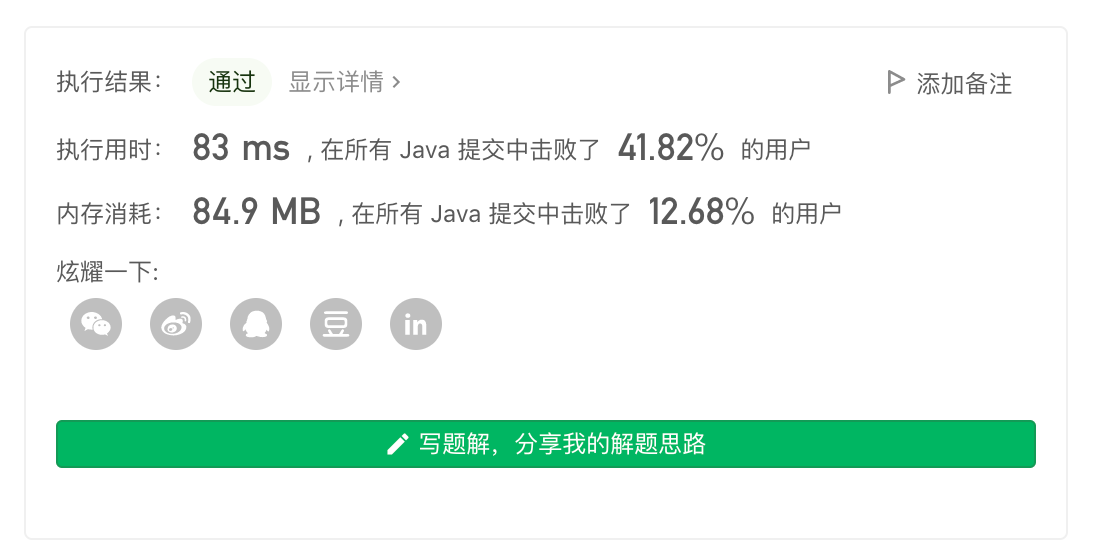 执行结果： 通过 显示详情 > 添加备注
执行用时： 83 ms , 在所有 Java 提交中击败了 41.82% 的用户
内存消耗： 84.9 MB , 在所有 Java 提交中击败了 12.68% 的用户
炫耀一下:
豆 in
写题解，分享我的解题思路